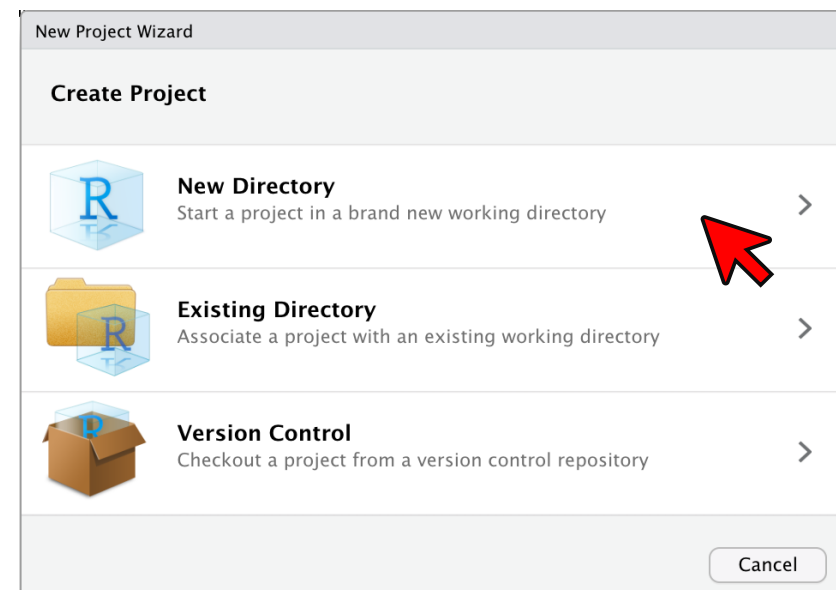 New Project Wizard
Create Project
R
New Directory
Start a project in a brand new working directory
R
Existing Directory
Associate a project with an existing working directory
R
Version Control
Checkout a project from a version control repository
Cancel